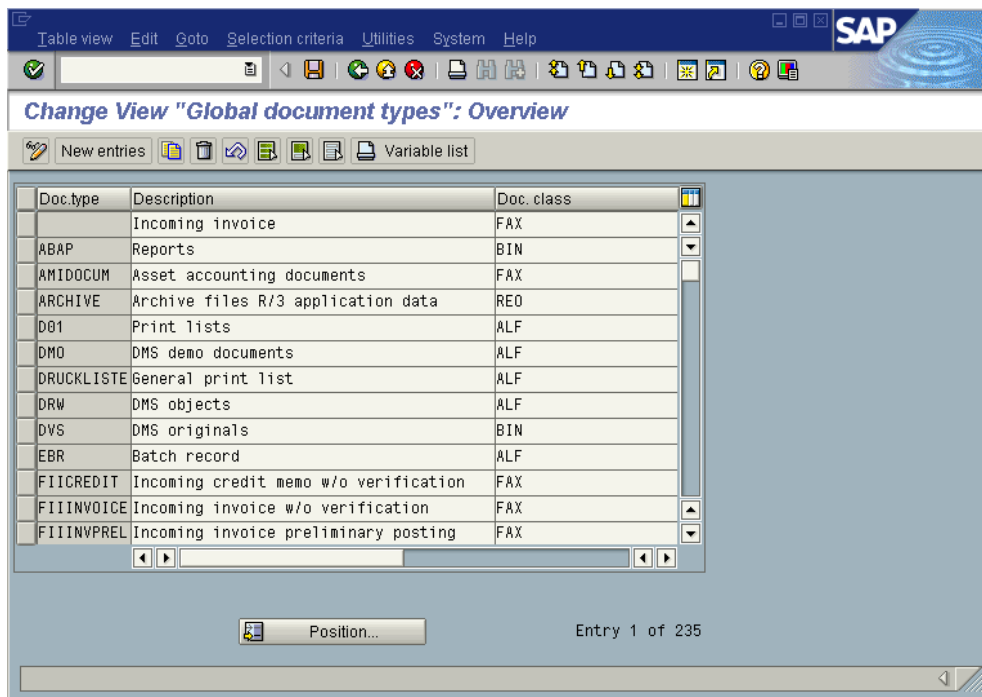 Table view Edit Goto Selection criteria Utilities System Help
SAP
Change View "Global document types": Overview
New entries Variable list
Doc.type Description Doc. class
Incoming invoice FAX
ABAP Reports BIN
AMIDOCUM Asset accounting documents FAX
ARCHIVE Archive files R/3 application data REO
D01 Print lists ALF
DMO DMS demo documents ALF
DRUCKLISTE General print list ALF
DRW DMS objects ALF
DVS DMS originals BIN
EBR Batch record ALF
FIICREDIT Incoming credit memo w/o verification FAX
FIIINVOICE Incoming invoice w/o verification FAX
FIIINVPREL Incoming invoice preliminary posting FAX
Position... Entry 1 of 235